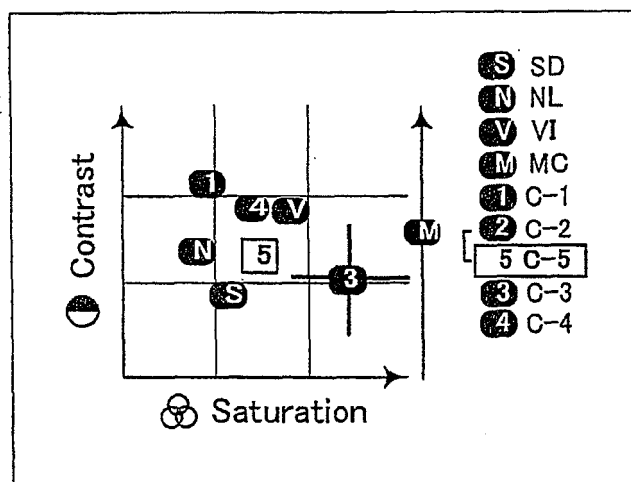 S SD
N NL
V VI
M MC
1 C-1
2 C-2
5 C-5
3 C-3
4 C-4
Contrast
1
4 V
M
N 5
3
S
Saturation